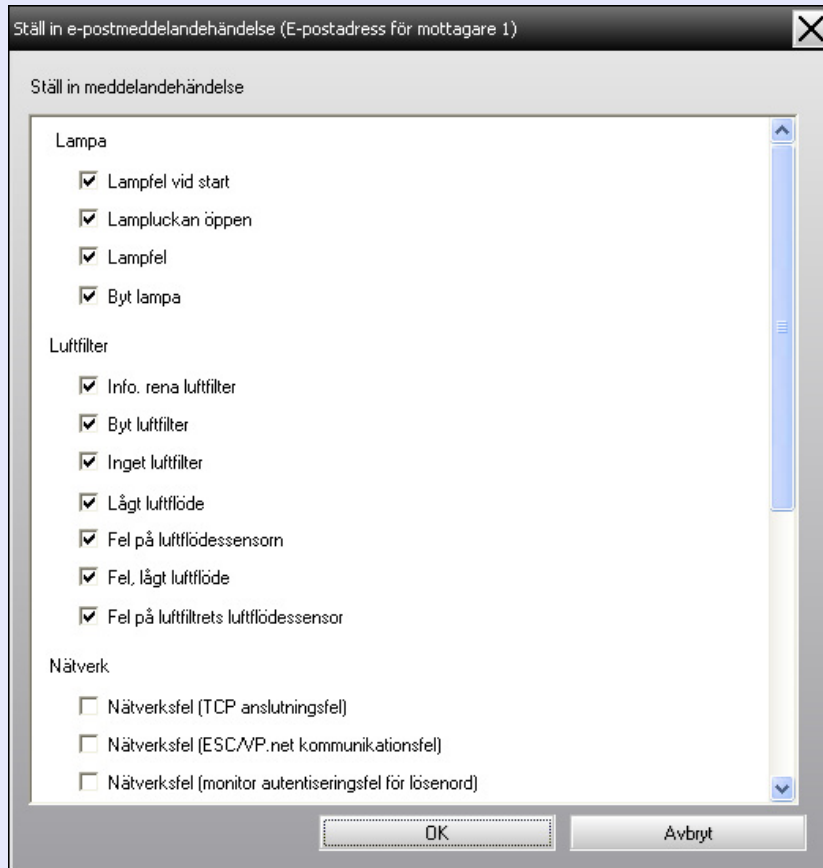 Ställ in e-postmeddelandehändelse (E-postadress för mottagare 1)
Ställ in meddelandehändelse
Lampa
Lampfel vid start
Lampluckan öppen
Lampfel
Byt lampa
Luftfilter
Info. rena luftfilter
Byt luftfilter
Inget luftfilter
Lågt luftflöde
Fel på luftflödessensorn
Fel, lågt luftflöde
Fel på luftfiltrets luftflödessensor
Nätverk
Nätverksfel (TCP anslutningsfel)
Nätverksfel (ESC/VP.net kommunikationsfel)
Nätverksfel (monitor autentiseringsfel för lösenord)
OK
Avbryt